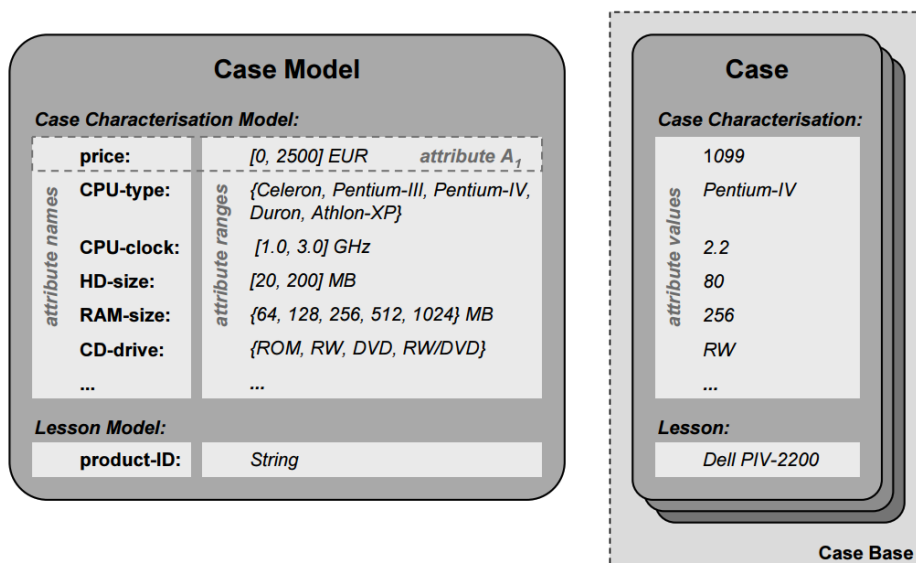 Case Model
Case Characterisation Model:
price: [0, 2500] EUR attribute A1
CPU-type: {Celeron, Pentium-III, Pentium-IV,
Duron, Athlon-XP}
CPU-clock: [1.0, 3.0] GHz
HD-size: [20, 200] MB
RAM-size: {64, 128, 256, 512, 1024} MB
CD-drive: {ROM, RW, DVD, RW/DVD}
... ...
attribute names
attribute ranges
Lesson Model:
product-ID: String
Case
Case Characterisation:
1099
Pentium-IV
2.2
80
256
RW
...
attribute values
Lesson:
Dell PIV-2200
Case Base